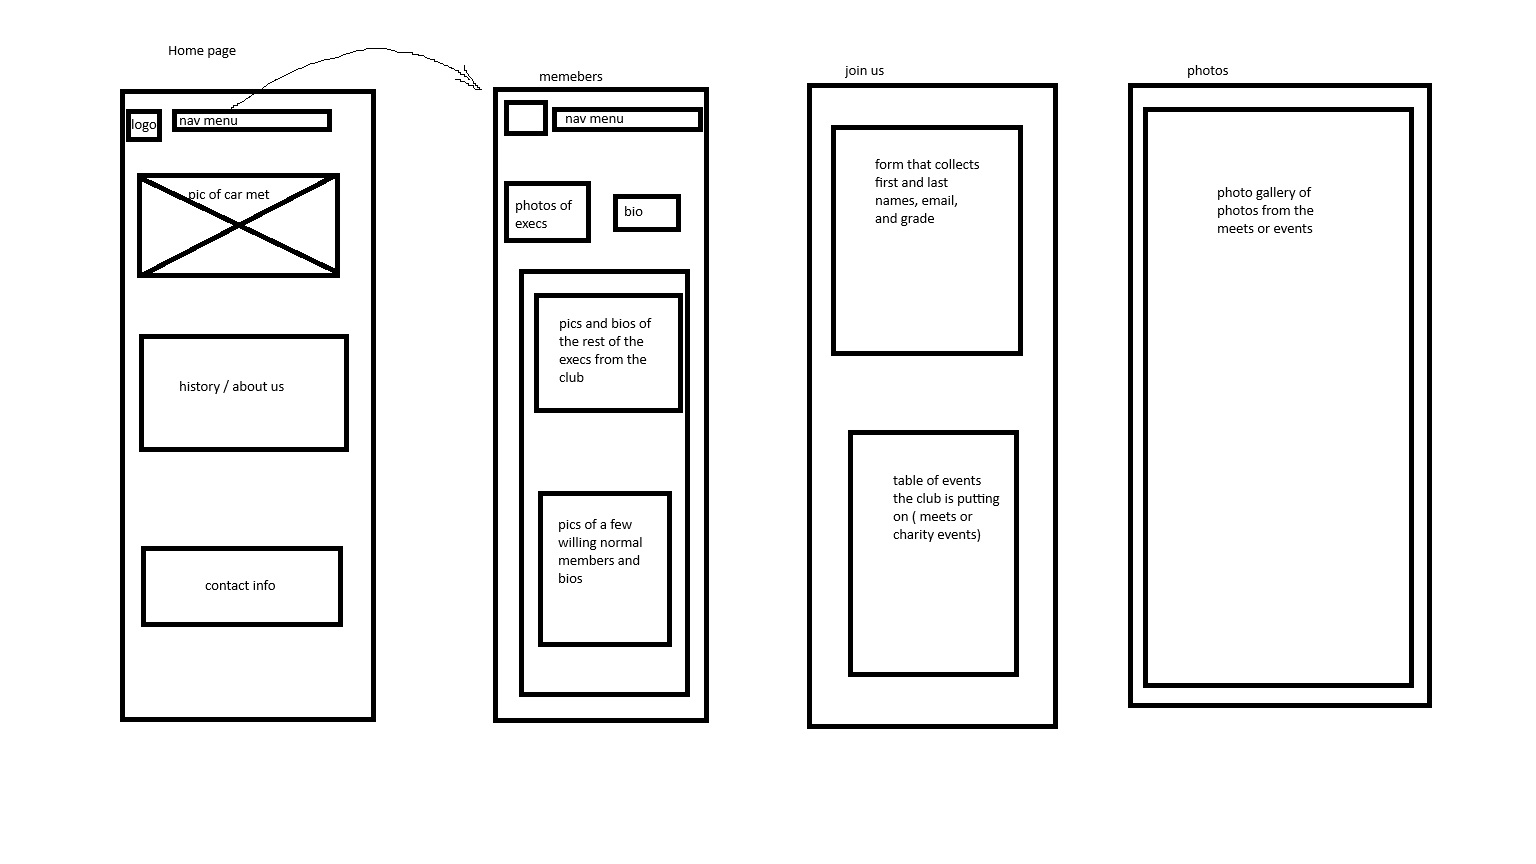 Home page
logo
nav menu
pic of car met
history / about us
contact info
memebers
nav menu
photos of
execs
bio
pics and bios of
the rest of the
execs from the
club
pics of a few
willing normal
members and
bios
join us
form that collects
first and last
names, email,
and grade
table of events
the club is putting
on ( meets or
charity events)
photos
photo gallery of
photos from the
meets or events